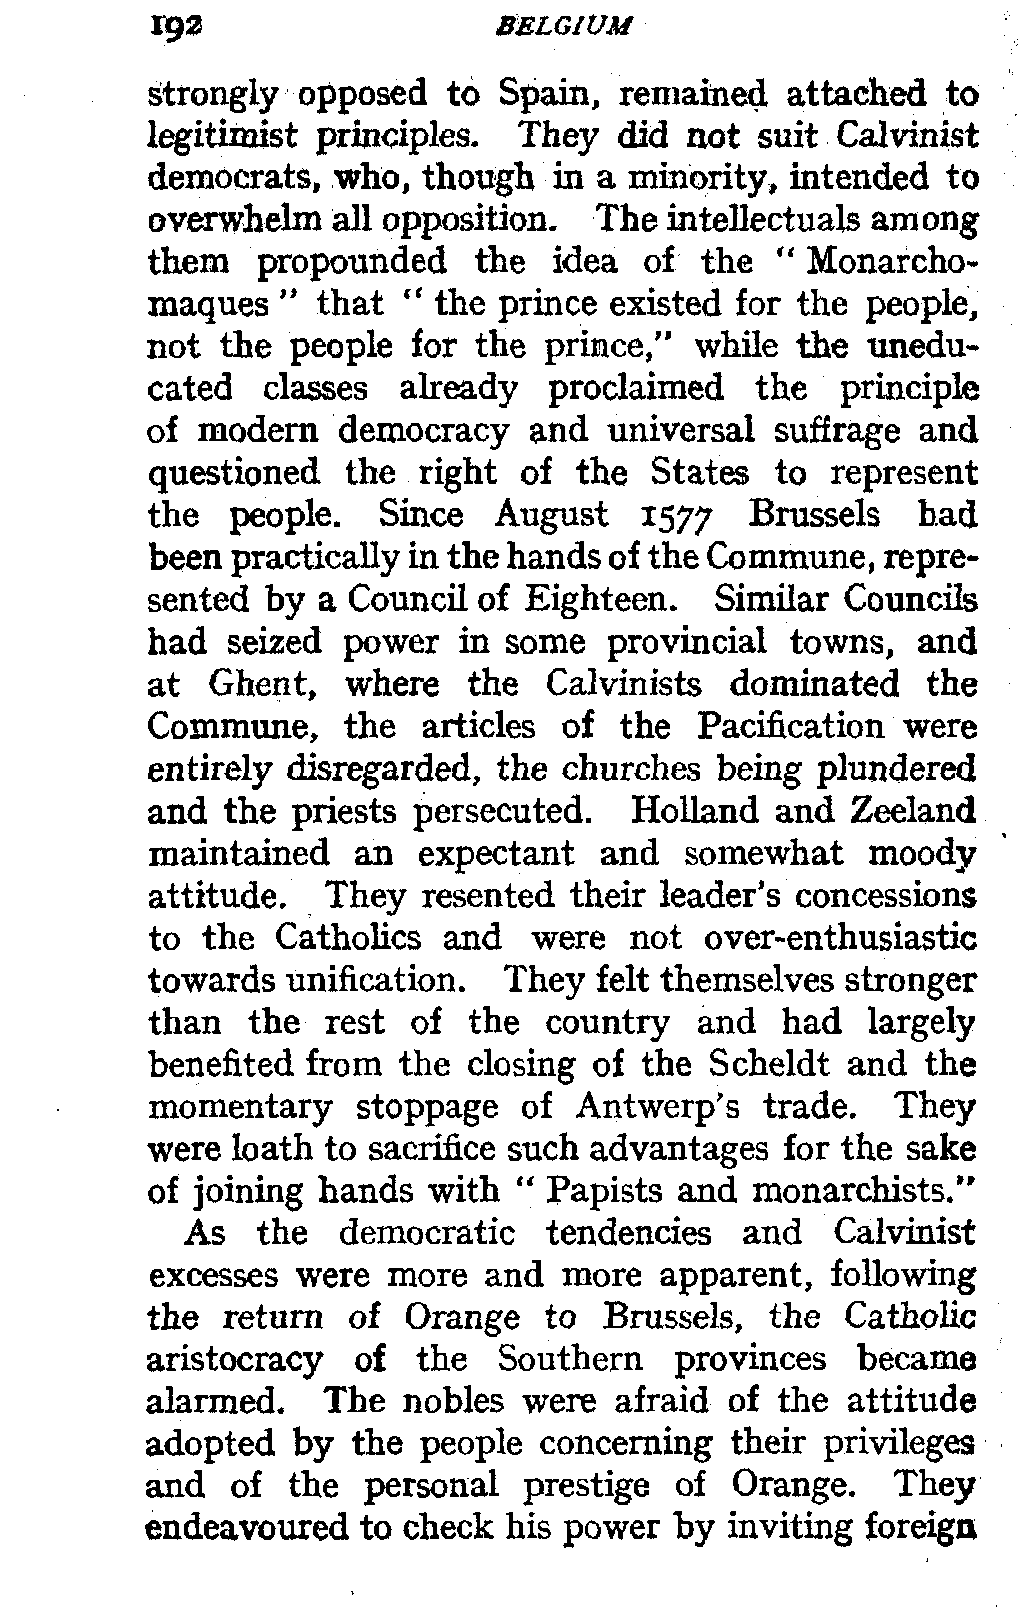 192 BELGIUM
strongly opposed to Spain, remained attached to
legitimist principles. They did not suit Calvinist
democrats, who, though in a minority, intended to
overwhelm all opposition. The intellectuals among
them propounded the idea of the " Monarcho-
maques " that " the prince existed for the people,
not the people for the prince," while the unedu-
cated classes already proclaimed the principle
of modern democracy and universal suffrage and
questioned the right of the States to represent
the people. Since August 1577 Brussels had
been practically in the hands of the Commune, repre-
sented by a Council of Eighteen. Similar Councils
had seized power in some provincial towns, and
at Ghent, where the Calvinists dominated the
Commune, the articles of the Pacification were
entirely disregarded, the churches being plundered
and the priests persecuted. Holland and Zeeland
maintained an expectant and somewhat moody
attitude. They resented their leader's concessions
to the Catholics and were not over-enthusiastic
towards unification. They felt themselves stronger
than the rest of the country and had largely
benefited from the closing of the Scheldt and the
momentary stoppage of Antwerp's trade. They
were loath to sacrifice such advantages for the sake
of joining hands with " Papists and monarchists."
As the democratic tendencies and Calvinist
excesses were more and more apparent, following
the return of Orange to Brussels, the Catholic
aristocracy of the Southern provinces became
alarmed. The nobles were afraid of the attitude
adopted by the people concerning their privileges
and of the personal prestige of Orange. They
endeavoured to check his power by inviting foreign